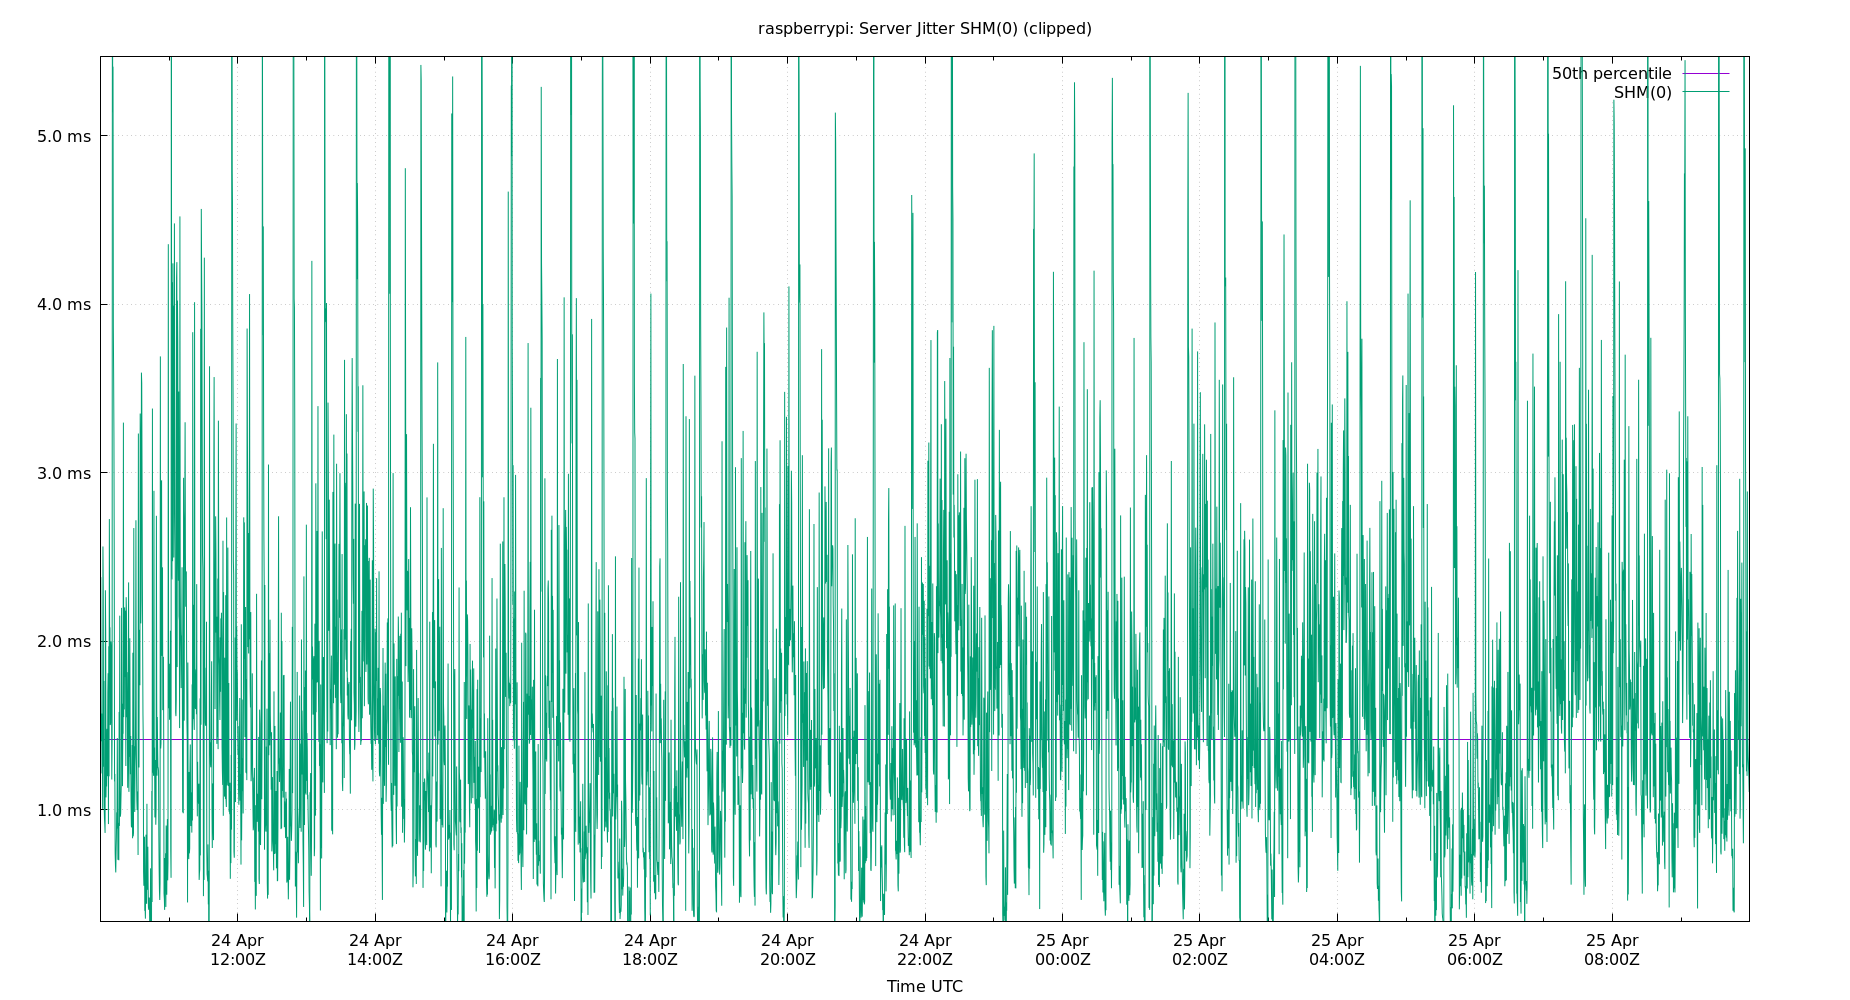 raspberrypi: Server Jitter SHM(0) (clipped)
50th percentile
SHM(0)
5.0 ms
4.0 ms
3.0 ms
2.0 ms
1.0 ms
24 Apr 24 Apr 24 Apr 24 Apr 24 Apr 24 Apr 25 Apr 25 Apr 25 Apr 25 Apr 25 Apr
12:00Z 14:00Z 16:00Z 18:00Z 20:00Z 22:00Z 00:00Z 02:00Z 04:00Z 06:00Z 08:00Z
Time UTC